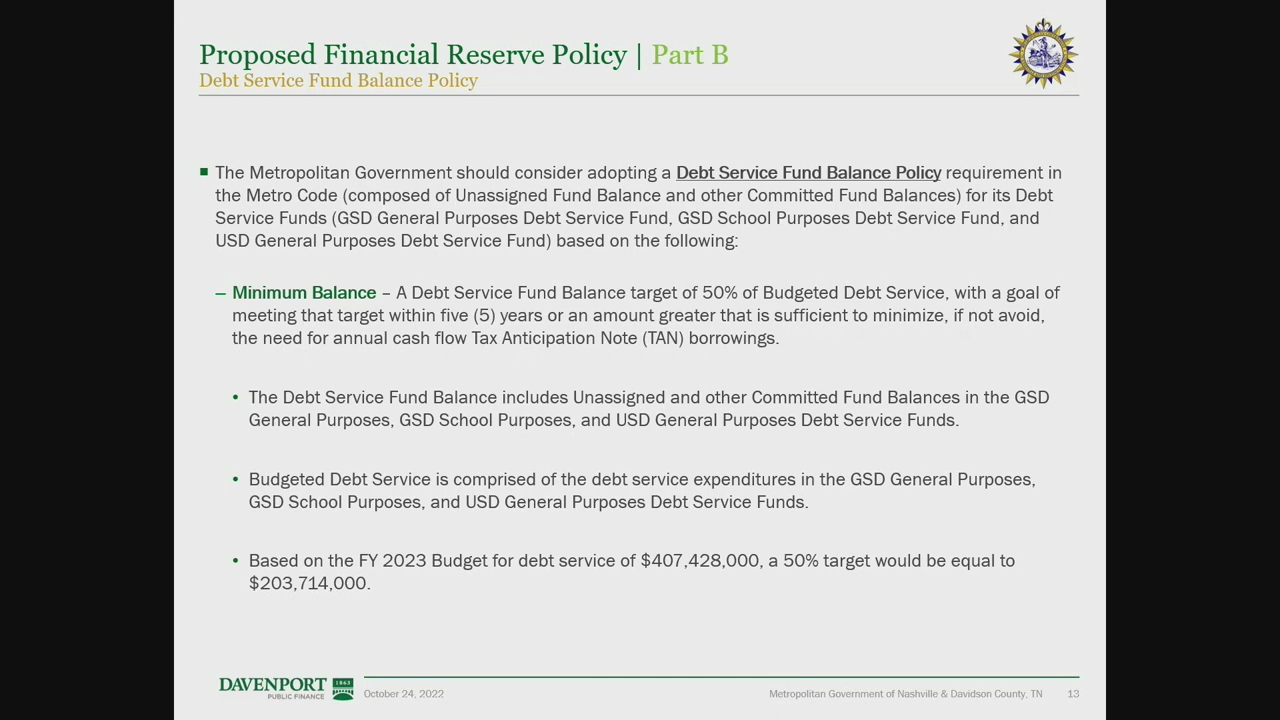 Proposed Financial Reserve Policy | Part B
Debt Service Fund Balance Policy
The Metropolitan Government should consider adopting a Debt Service Fund Balance Policy requirement in
the Metro Code (composed of Unassigned Fund Balance and other Committed Fund Balances) for its Debt
Service Funds (GSD General Purposes Debt Service Fund, GSD School Purposes Debt Service Fund, and
USD General Purposes Debt Service Fund) based on the following:
– Minimum Balance – A Debt Service Fund Balance target of 50% of Budgeted Debt Service, with a goal of
meeting that target within five (5) years or an amount greater that is sufficient to minimize, if not avoid,
the need for annual cash flow Tax Anticipation Note (TAN) borrowings.
• The Debt Service Fund Balance includes Unassigned and other Committed Fund Balances in the GSD
General Purposes, GSD School Purposes, and USD General Purposes Debt Service Funds.
• Budgeted Debt Service is comprised of the debt service expenditures in the GSD General Purposes,
GSD School Purposes, and USD General Purposes Debt Service Funds.
• Based on the FY 2023 Budget for debt service of $407,428,000, a 50% target would be equal to
$203,714,000.
DAVENPORT
PUBLIC FINANCE
1863
October 24, 2022
Metropolitan Government of Nashville & Davidson County, TN
13